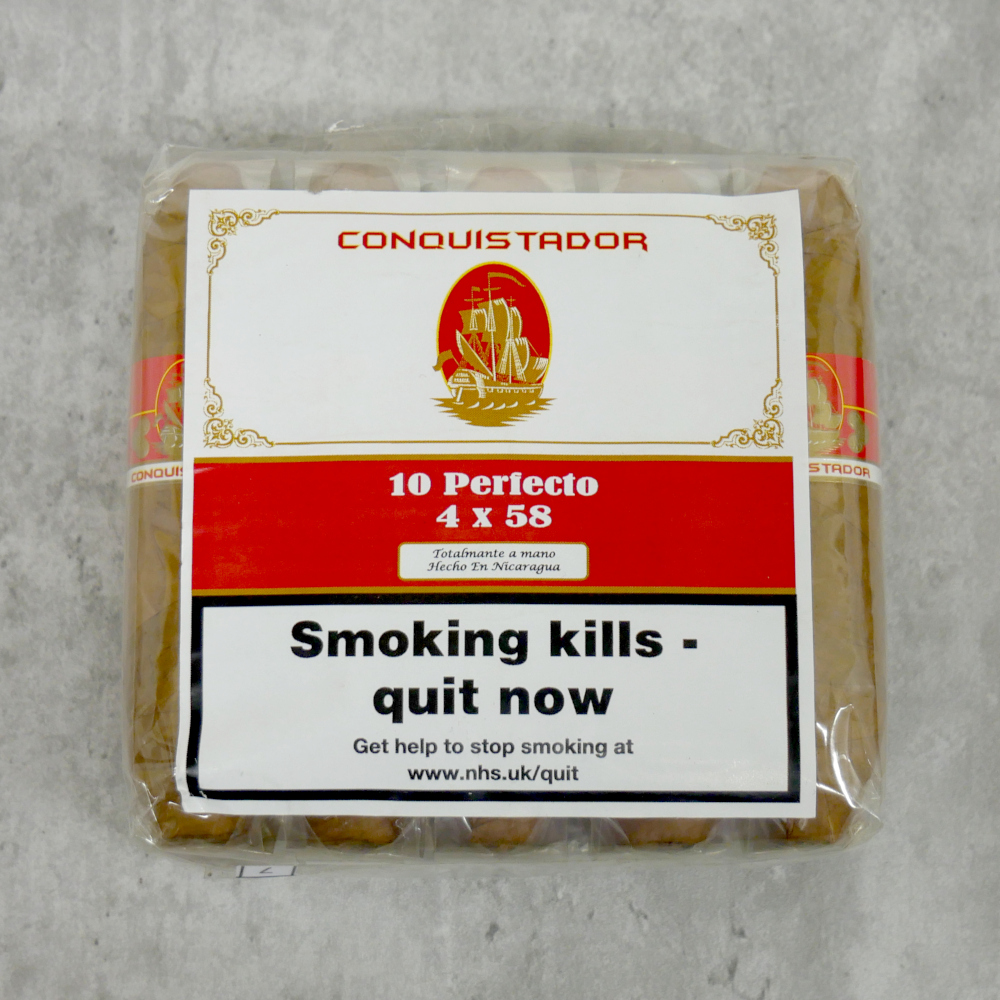 CONQUISTADOR
10 Perfecto
4 x 58
Totalmante a mano
Hecho En Nicaragua
CONQUIS
STADOR
Smoking kills -
quit now
Get help to stop smoking at
www.nhs.uk/quit